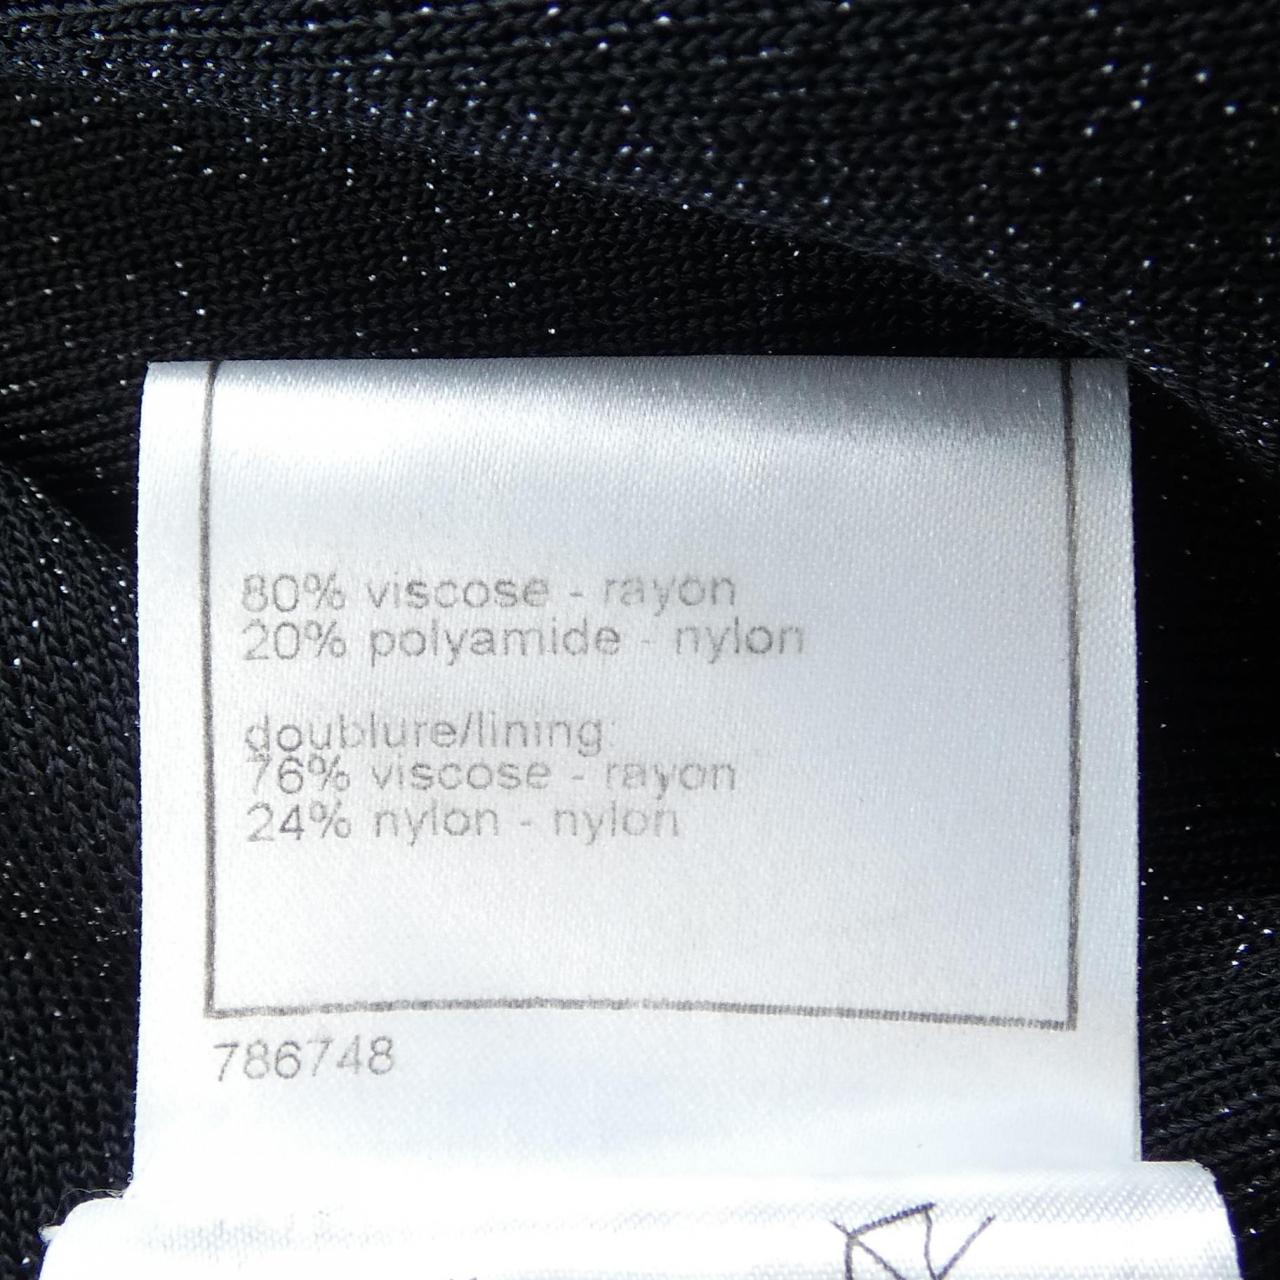 80% viscose - rayon
20% polyamide - nylon
doublure/lining:
76% viscose - rayon
24% nylon - nylon
786748